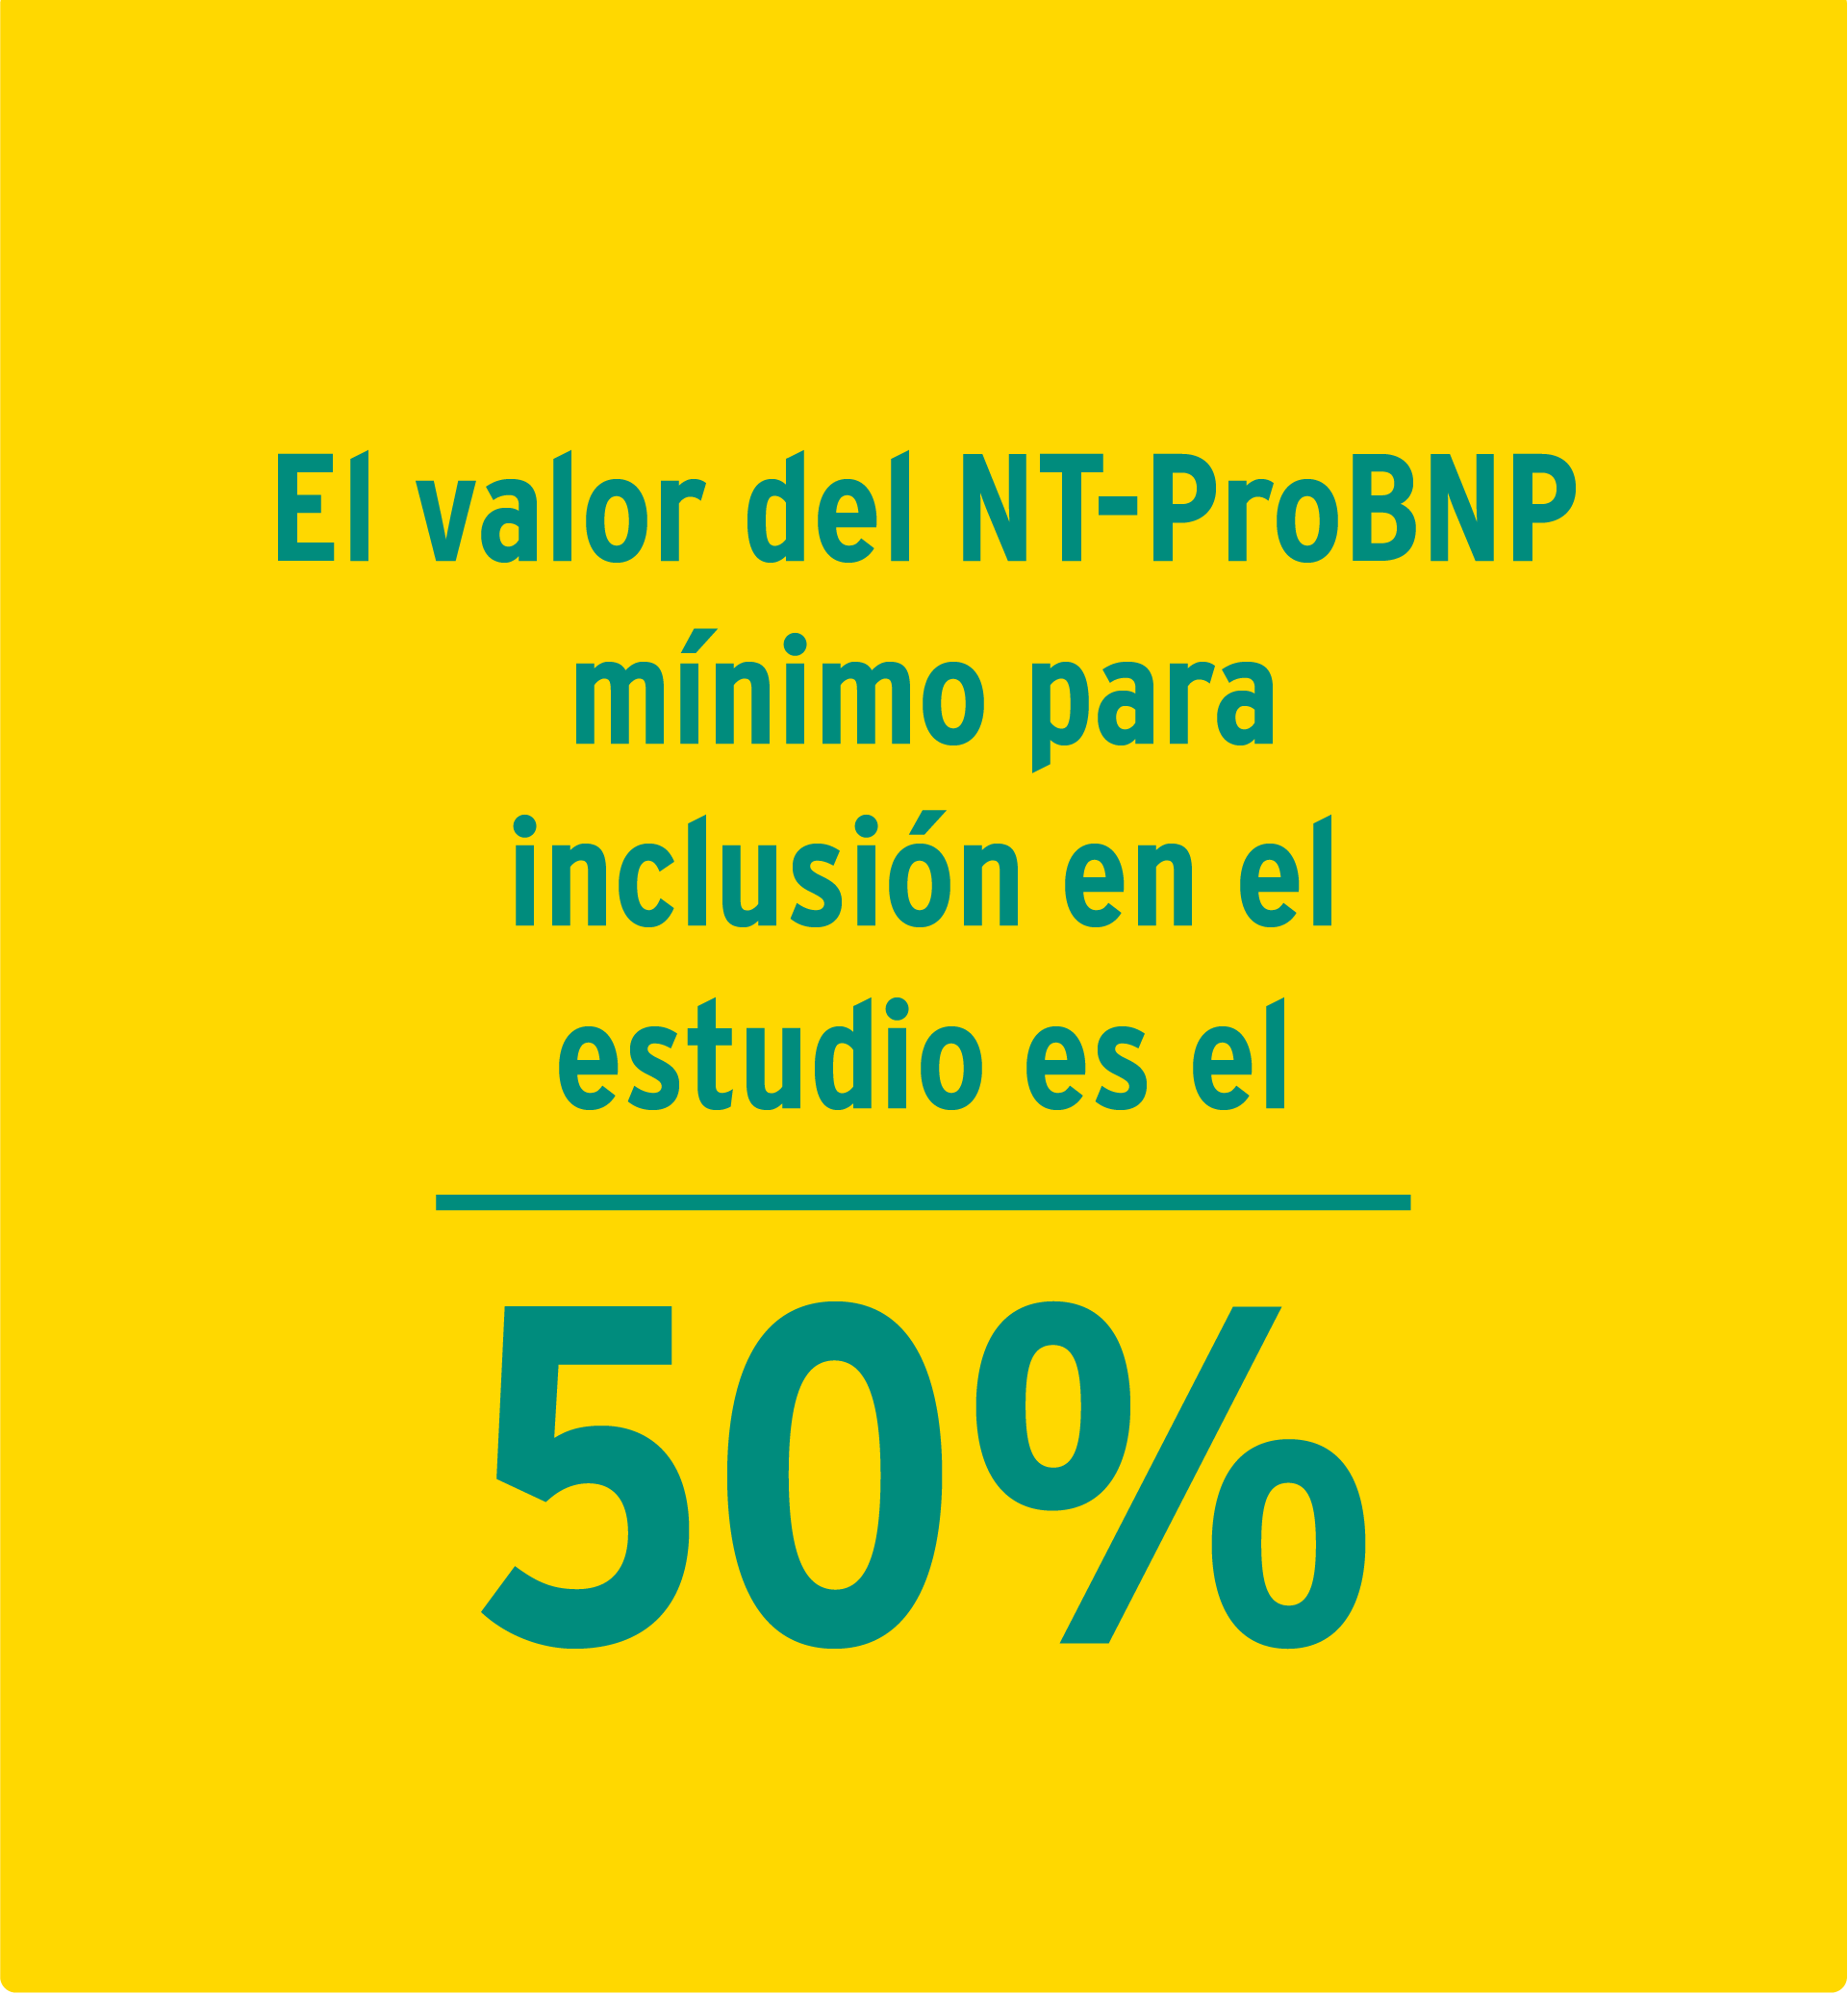 El valor del NT-ProBNP
mínimo para
inclusión en el
estudio es el
50%